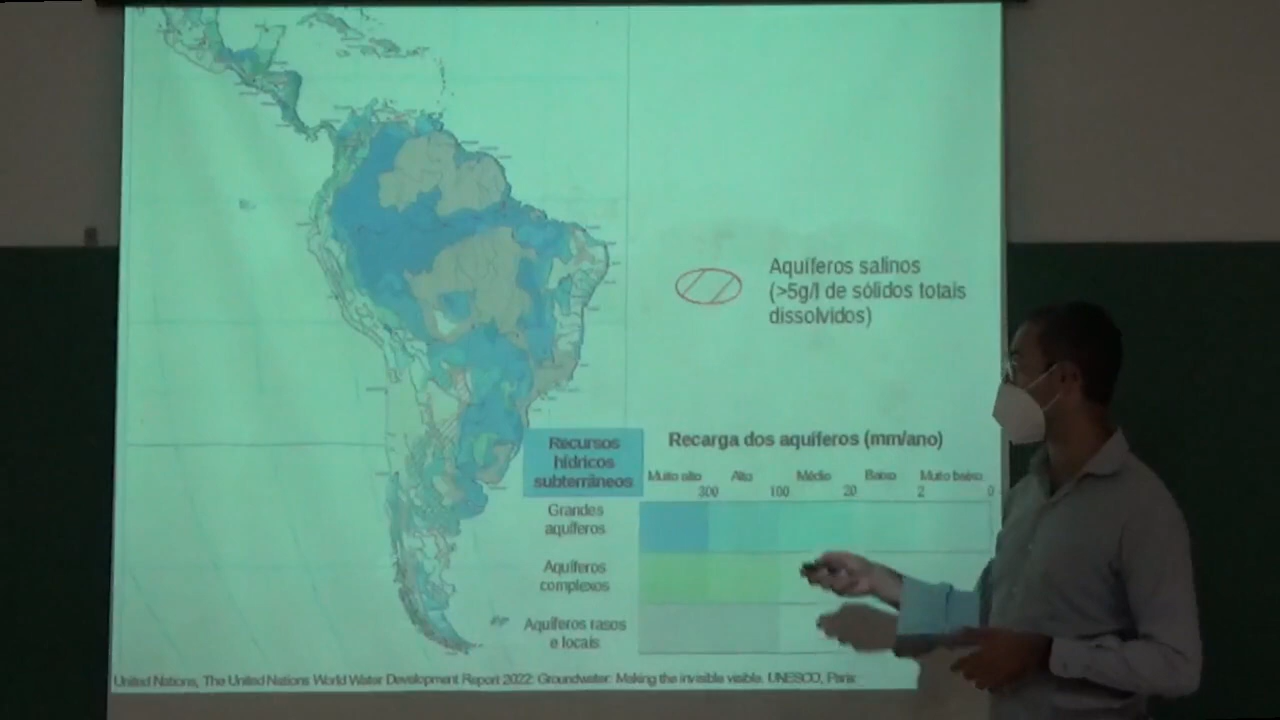 Aquíferos salinos
(>5g/l de sólidos totais
dissolvidos)
Recursos
hídricos
subterrâneos
Recarga dos aquíferos (mm/ano)
Muito alto Alto Médio Baixo Muito baixo
300 100 20 2 0
Grandes
aquíferos
Aquíferos
complexos
Aquíferos rasos
e locais
United Nations, The United Nations World Water Development Report 2022: Groundwater: Making the invisible visible. UNESCO, Paris.